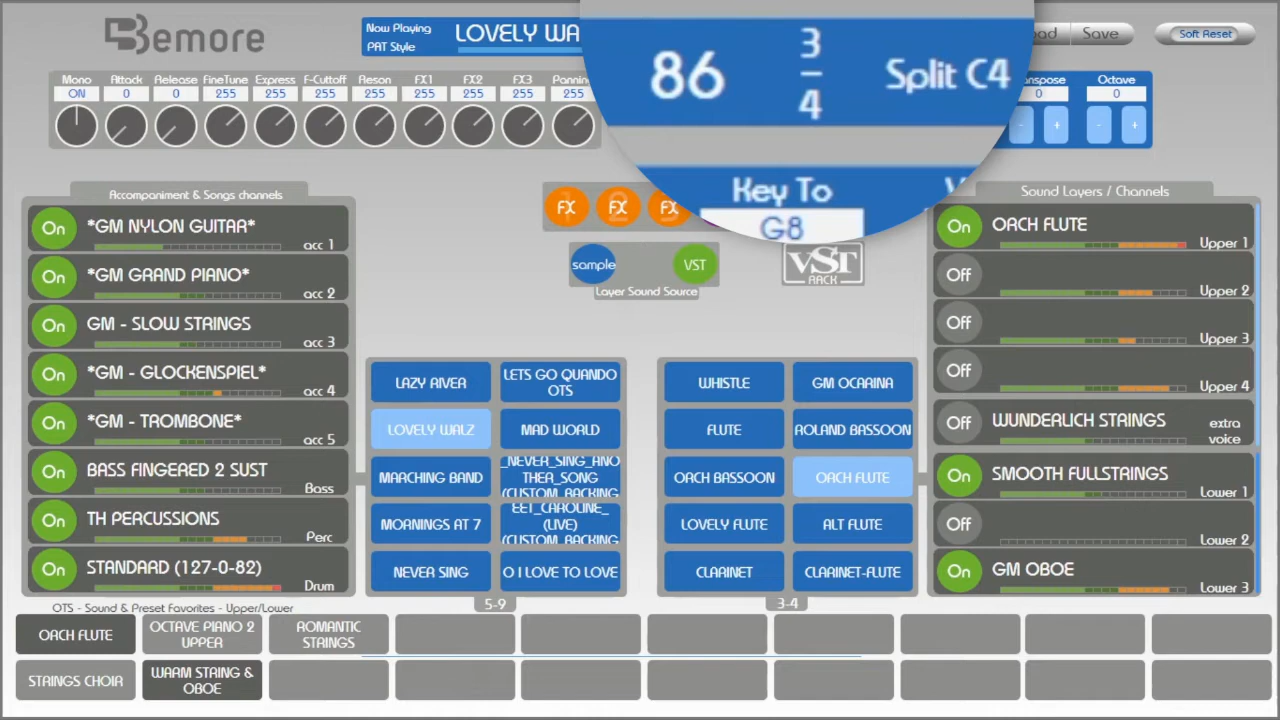 Bemore
Now Playing
PAT Style
LOVELY WA
86
3
4
Split C4
oad
Save
Soft Reset
Mono
Attack
Release
FineTune
Express
F-Cuttoff
Reson
FX1
FX2
FX3
Panning
ON
0
0
255
255
255
255
255
255
255
255
Key To
G8
nspose
Octave
0
0
-
+
-
+
Accompaniment & Songs channels
On
*GM NYLON GUITAR*
acc 1
On
*GM GRAND PIANO*
acc 2
On
GM - SLOW STRINGS
acc 3
On
*GM - GLOCKENSPIEL*
acc 4
On
*GM - TROMBONE*
acc 5
On
BASS FINGERED 2 SUST
Bass
On
TH PERCUSSIONS
Perc
On
STANDARD (127-0-82)
Drum
FX
1
FX
2
FX
3
sample
VST
Layer Sound Source
VST
RACK
LAZY RIVER
LETS GO QUANDO
OTS
LOVELY WALZ
MAD WORLD
MARCHING BAND
_NEVER_SING_ANO
THER_SONG
(CUSTOM_BACKING
MORNINGS AT 7
EET_CAROLINE_
(LIVE)
(CUSTOM_BACKING
NEVER SING
O I LOVE TO LOVE
5-9
WHISTLE
GM OCARINA
FLUTE
ROLAND BASSOON
ORCH BASSOON
ORCH FLUTE
LOVELY FLUTE
ALT FLUTE
CLARINET
CLARINET-FLUTE
3-4
Sound Layers / Channels
On
ORCH FLUTE
Upper 1
Off
Upper 2
Off
Upper 3
Off
Upper 4
Off
WUNDERLICH STRINGS
extra
voice
On
SMOOTH FULLSTRINGS
Lower 1
Off
Lower 2
On
GM OBOE
Lower 3
OTS - Sound & Preset Favorites - Upper/Lower
ORCH FLUTE
OCTAVE PIANO 2
UPPER
ROMANTIC
STRINGS
STRINGS CHOIR
WARM STRING &
OBOE